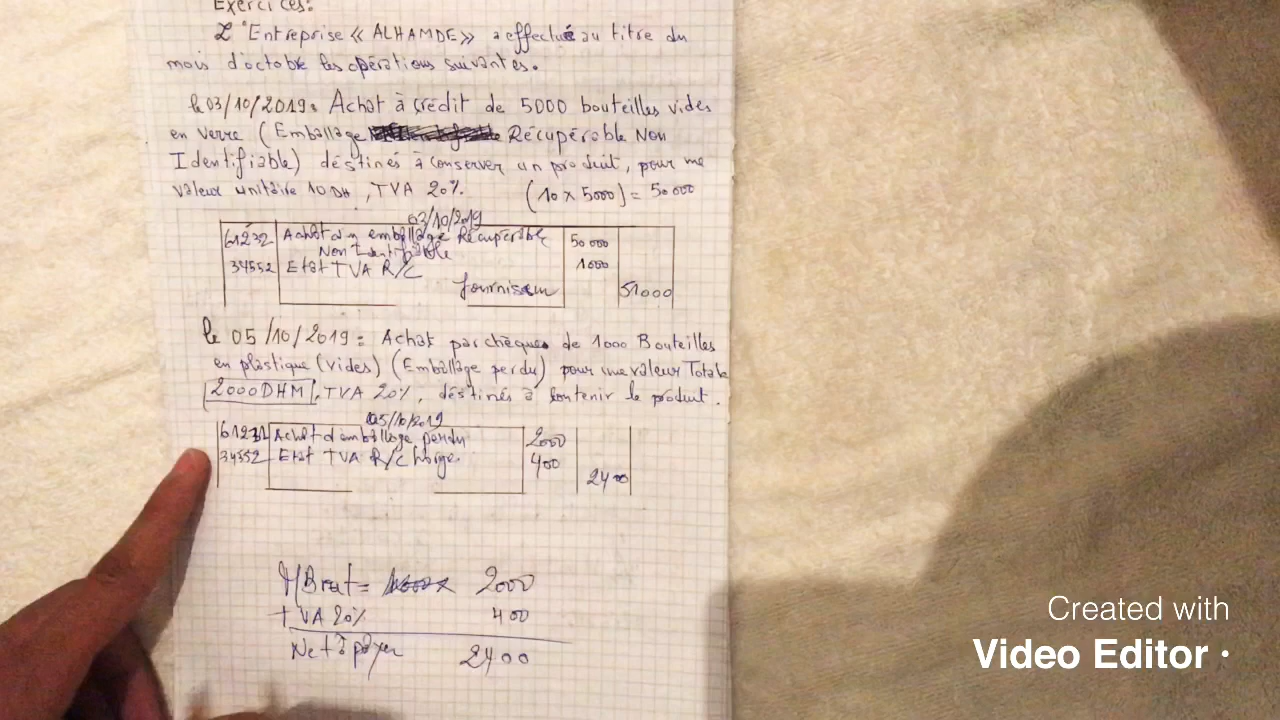 Exercices:
L'Entreprise << ALHAMDE>> a effectué au titre du
mois d'octobre les opérations suivantes.
le 03/10/2019: Achat à crédit de 5000 bouteilles vides
en verre (Emballage Récupérable Non
Identifiable) déstinés à conserver un produit, pour une
valeur unitaire 10 DH, TVA 20%. (10 x 5000) = 50 000
03/10/2019
61232 Achat d'emballage Récupérable 50 000
Non Identifiable
34552 Etat TVA R/C 1000
fournisseur 51000
le 05/10/2019: Achat par chèque de 1000 Bouteilles
en plastique (vides) (Emballage perdu) pour une valeur Totale
2000DHM, TVA 20%, déstinés à contenir le produit.
05/10/2019
61231 Achat d'emballage perdu 2000
34552 Etat TVA R/Charge. 400
2400
M/Brut = 2000
TVA 20% 400
Net à payer 2400
Created with
Video Editor ·